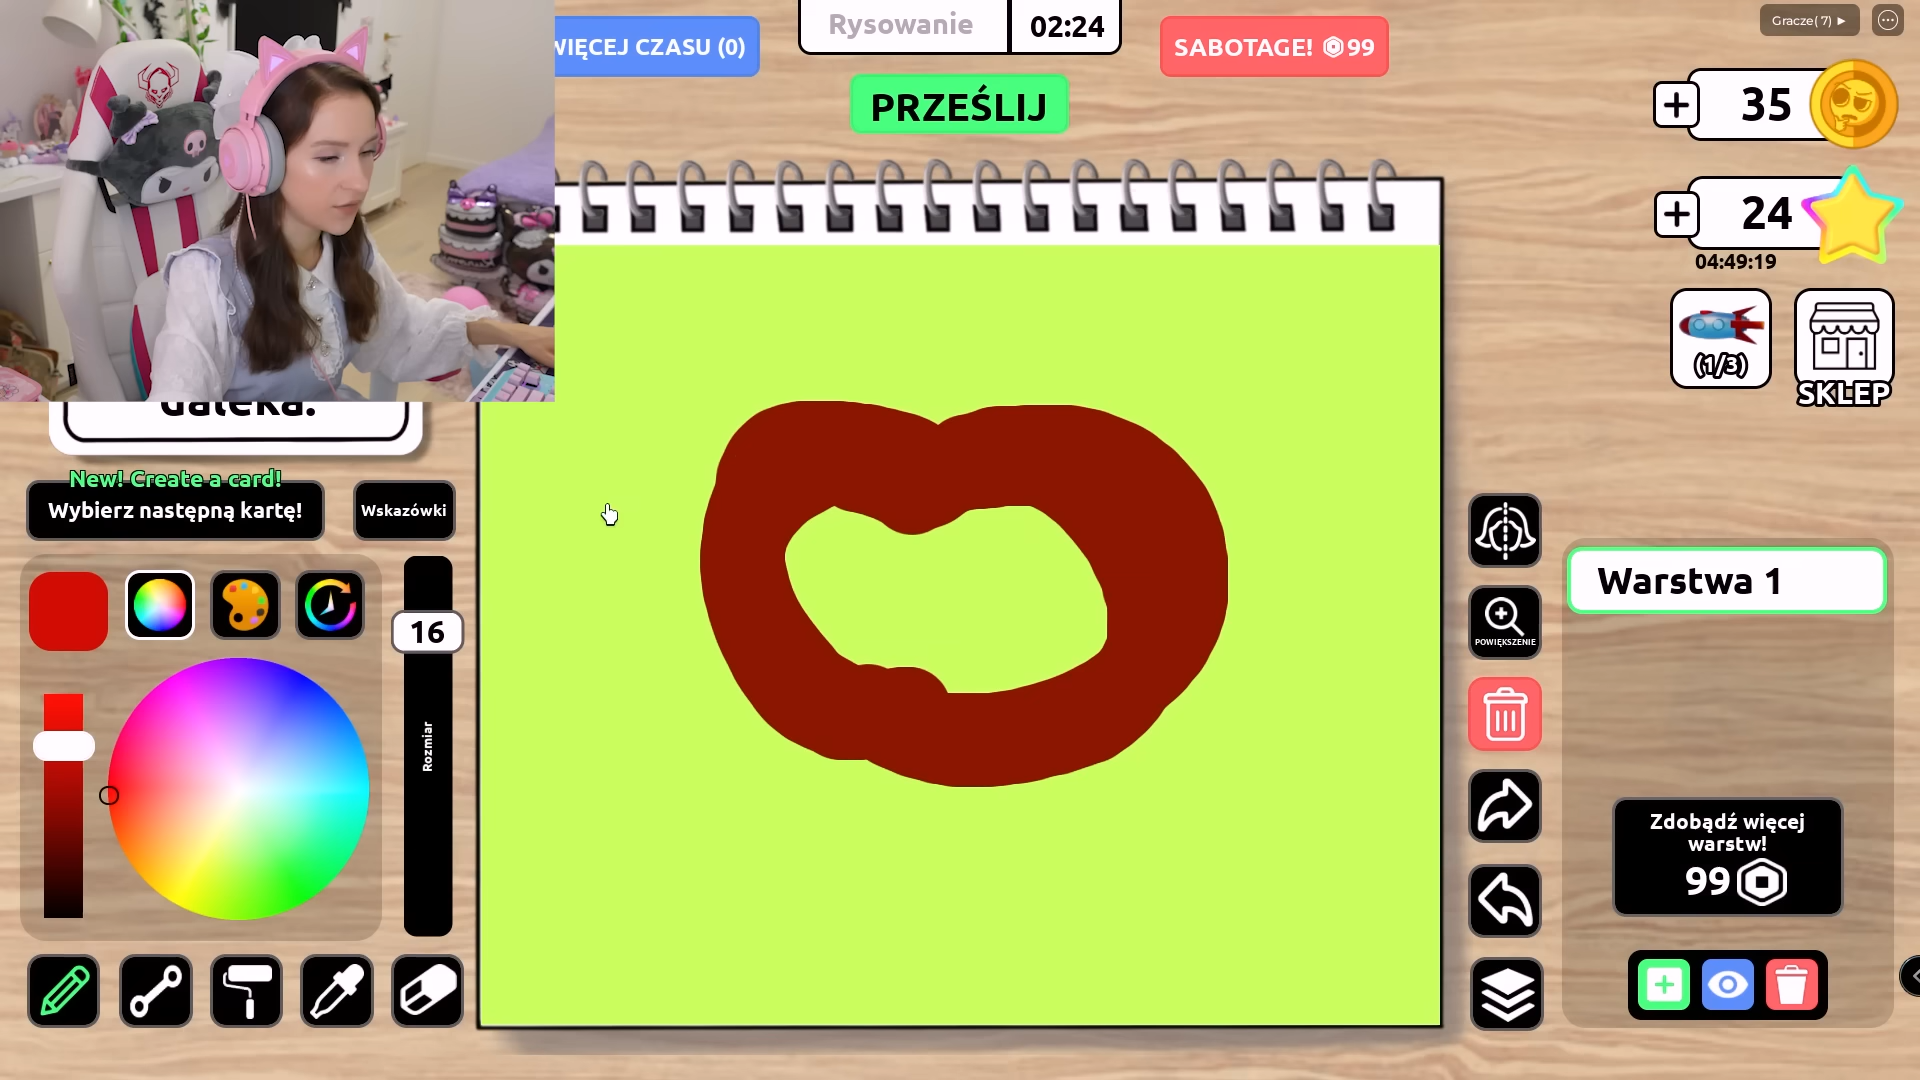 WIĘCEJ CZASU (0)
Rysowanie
02:24
SABOTAGE! 99
Gracze( 7) ►
PRZEŚLIJ
35
24
04:49:19
(1/3)
SKLEP
daleka.
New! Create a card!
Wybierz następną kartę!
Wskazówki
16
Rozmiar
POWIĘKSZENIE
Warstwa 1
Zdobądź więcej
warstw!
99